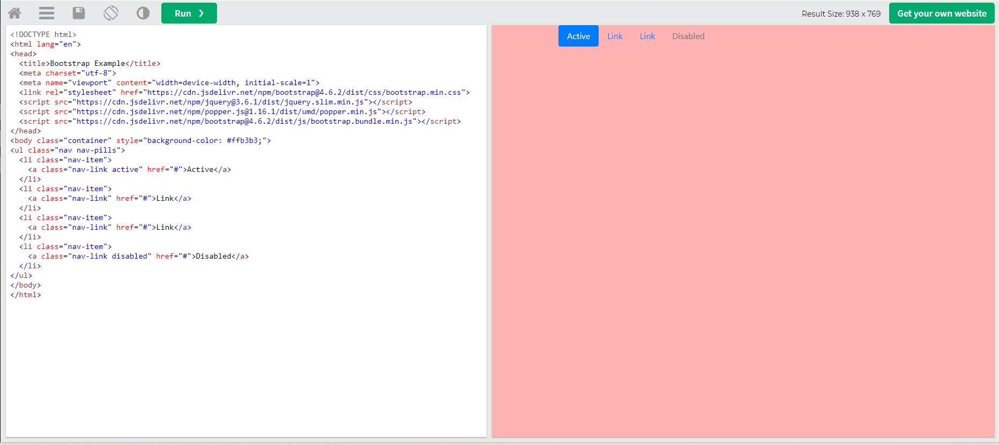 Run ❯
Result Size: 938 x 769
Get your own website
<!DOCTYPE html>
<html lang="en">
<head>
  <title>Bootstrap Example</title>
  <meta charset="utf-8">
  <meta name="viewport" content="width=device-width, initial-scale=1">
  <link rel="stylesheet" href="https://cdn.jsdelivr.net/npm/bootstrap@4.6.2/dist/css/bootstrap.min.css">
  <script src="https://cdn.jsdelivr.net/npm/jquery@3.6.1/dist/jquery.slim.min.js"></script>
  <script src="https://cdn.jsdelivr.net/npm/popper.js@1.16.1/dist/umd/popper.min.js"></script>
  <script src="https://cdn.jsdelivr.net/npm/bootstrap@4.6.2/dist/js/bootstrap.bundle.min.js"></script>
</head>
<body class="container" style="background-color: #ffb3b3;">
<ul class="nav nav-pills">
  <li class="nav-item">
    <a class="nav-link active" href="#">Active</a>
  </li>
  <li class="nav-item">
    <a class="nav-link" href="#">Link</a>
  </li>
  <li class="nav-item">
    <a class="nav-link" href="#">Link</a>
  </li>
  <li class="nav-item">
    <a class="nav-link disabled" href="#">Disabled</a>
  </li>
</ul>
</body>
</html>
Active Link Link Disabled